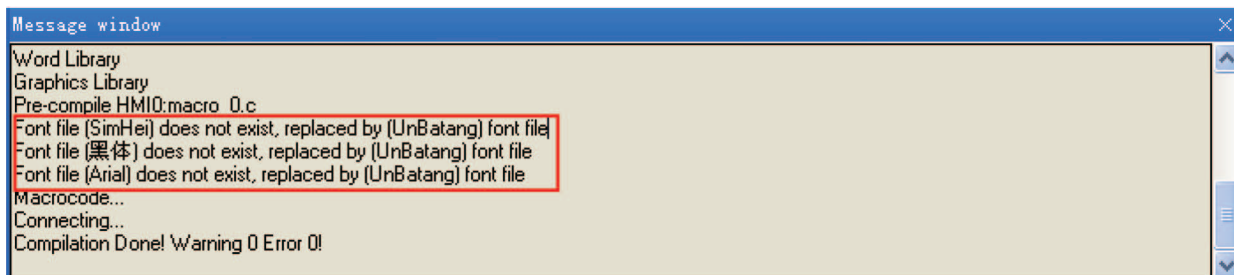 Message window
Word Library
Graphics Library
Pre-compile HMI0:macro_0.c
Font file (SimHei) does not exist, replaced by (UnBatang) font file
Font file (黑体) does not exist, replaced by (UnBatang) font file
Font file (Arial) does not exist, replaced by (UnBatang) font file
Macrocode...
Connecting...
Compilation Done! Warning 0 Error 0!